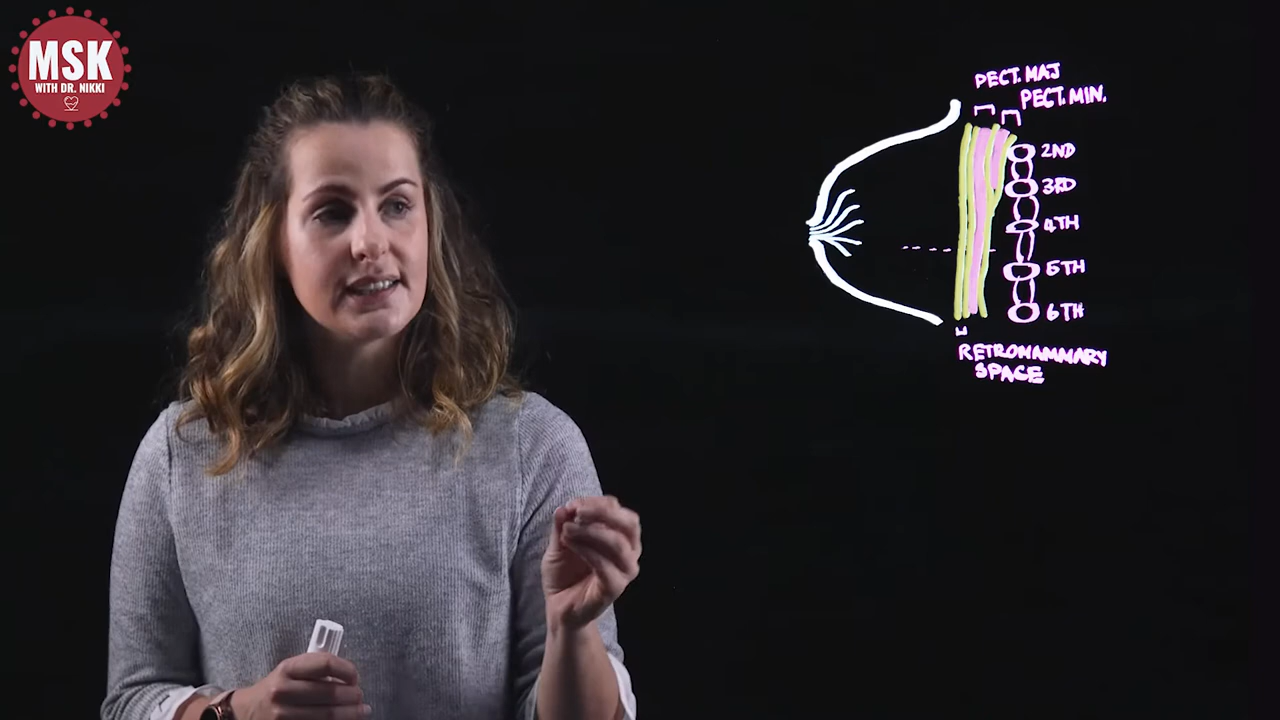 MSK
WITH DR. NIKKI
PECT. MAJ
PECT. MIN.
2ND
3RD
4TH
5TH
6TH
RETROMAMMARY
SPACE